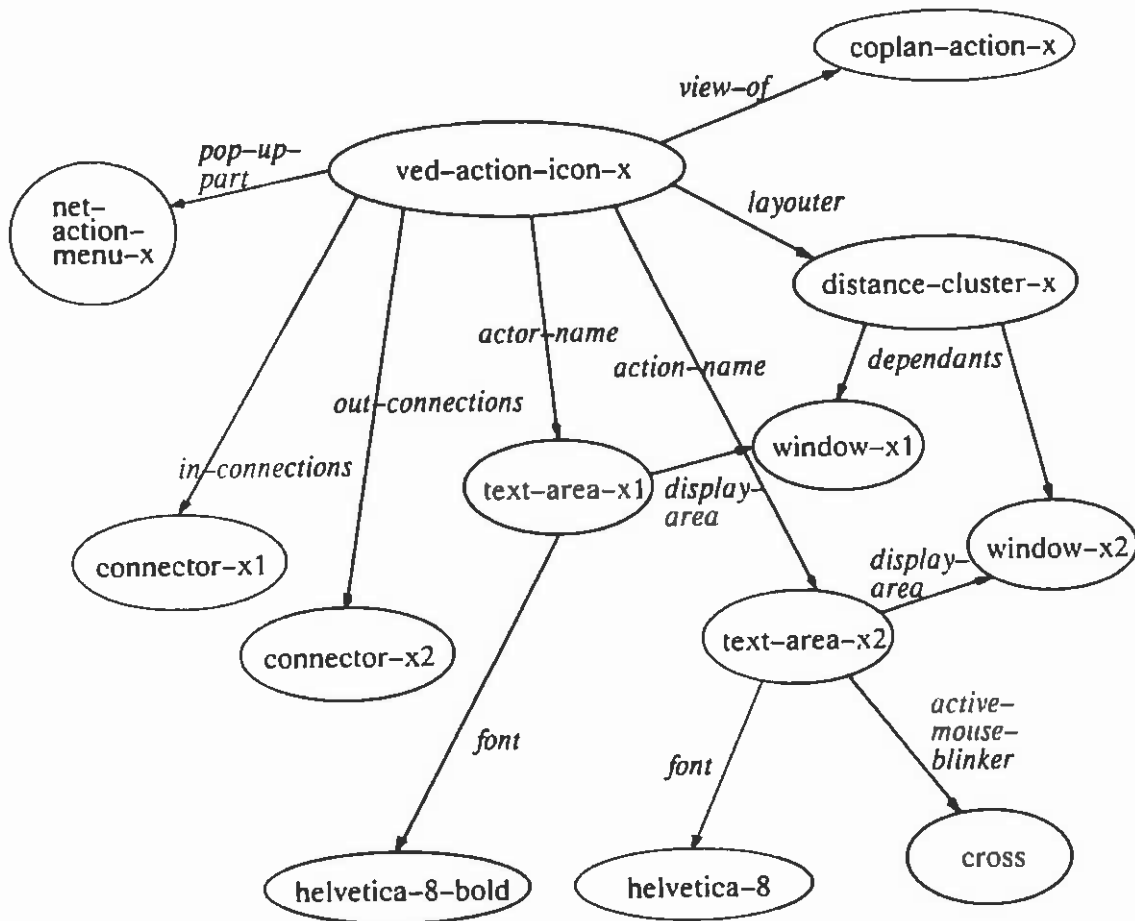 coplan–action–x
view–of
ved–action–icon–x
pop–up–
part
net–
action–
menu–x
layouter
distance–cluster–x
actor–name
action–name
dependants
out–connections
window–x1
in–connections
text–area–x1
display–
area
connector–x1
window–x2
display–
area
connector–x2
text–area–x2
active–
mouse–
blinker
font
font
cross
helvetica–8–bold
helvetica–8